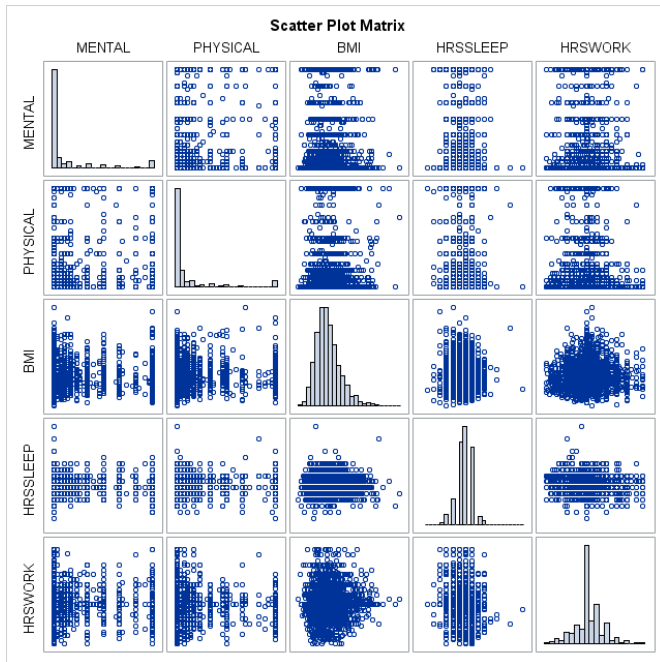 Scatter Plot Matrix
MENTAL PHYSICAL BMI HRSSLEEP HRSWORK
MENTAL
PHYSICAL
BMI
HRSSLEEP
HRSWORK